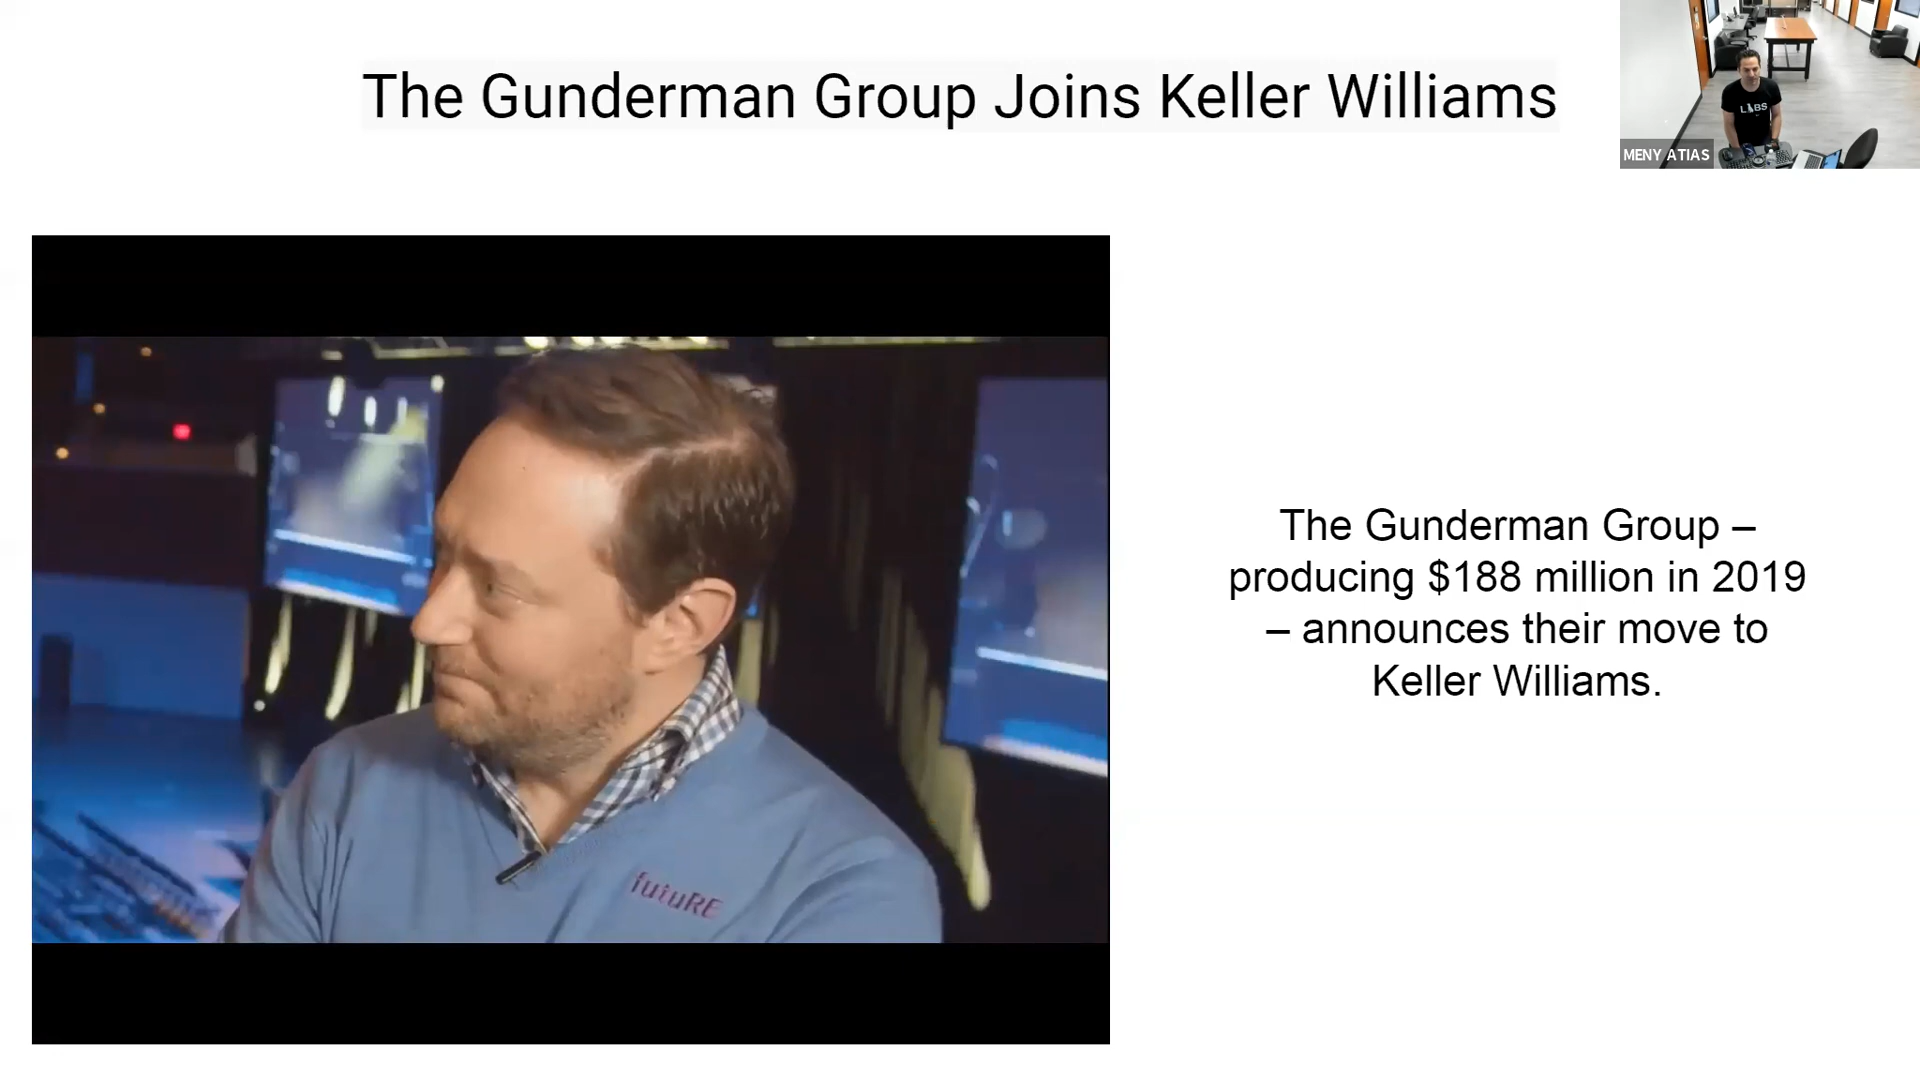 The Gunderman Group Joins Keller Williams
LABS
MENY ATIAS
The Gunderman Group –
producing $188 million in 2019
– announces their move to
Keller Williams.
futuRE